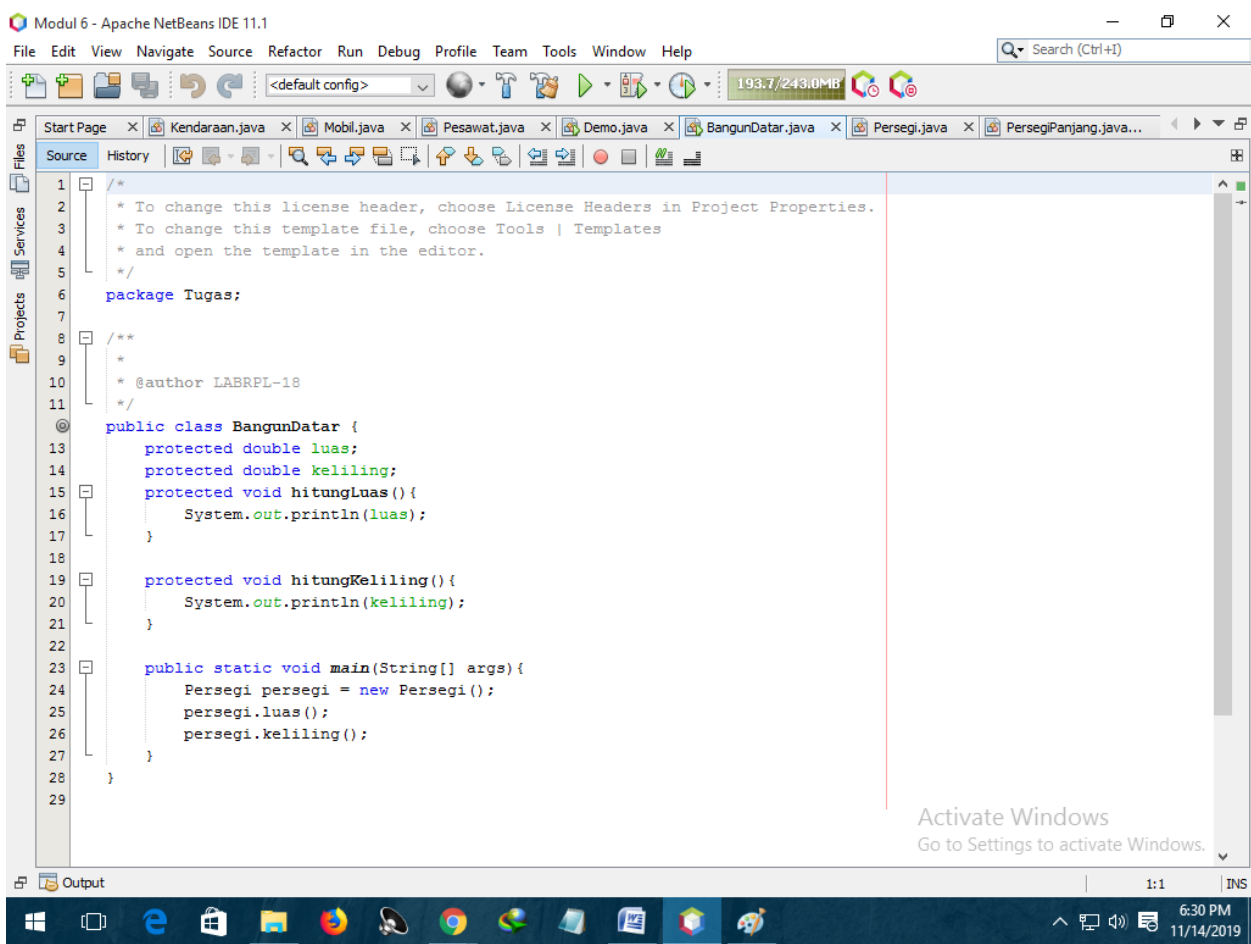 Modul 6 - Apache NetBeans IDE 11.1
File Edit View Navigate Source Refactor Run Debug Profile Team Tools Window Help
Search (Ctrl+I)
<default config>
193.7/243.0MB
Start Page Kendaraan.java Mobil.java Pesawat.java Demo.java BangunDatar.java Persegi.java PersegiPanjang.java...
Source History
Files
Services
Projects
1 /*
2 * To change this license header, choose License Headers in Project Properties.
3 * To change this template file, choose Tools | Templates
4 * and open the template in the editor.
5 */
6 package Tugas;
7
8 /**
9 *
10 * @author LABRPL-18
11 */
public class BangunDatar {
13 protected double luas;
14 protected double keliling;
15 protected void hitungLuas(){
16 System.out.println(luas);
17 }
18
19 protected void hitungKeliling(){
20 System.out.println(keliling);
21 }
22
23 public static void main(String[] args){
24 Persegi persegi = new Persegi();
25 persegi.luas();
26 persegi.keliling();
27 }
28 }
29
Activate Windows
Go to Settings to activate Windows.
Output
1:1 INS
6:30 PM
11/14/2019